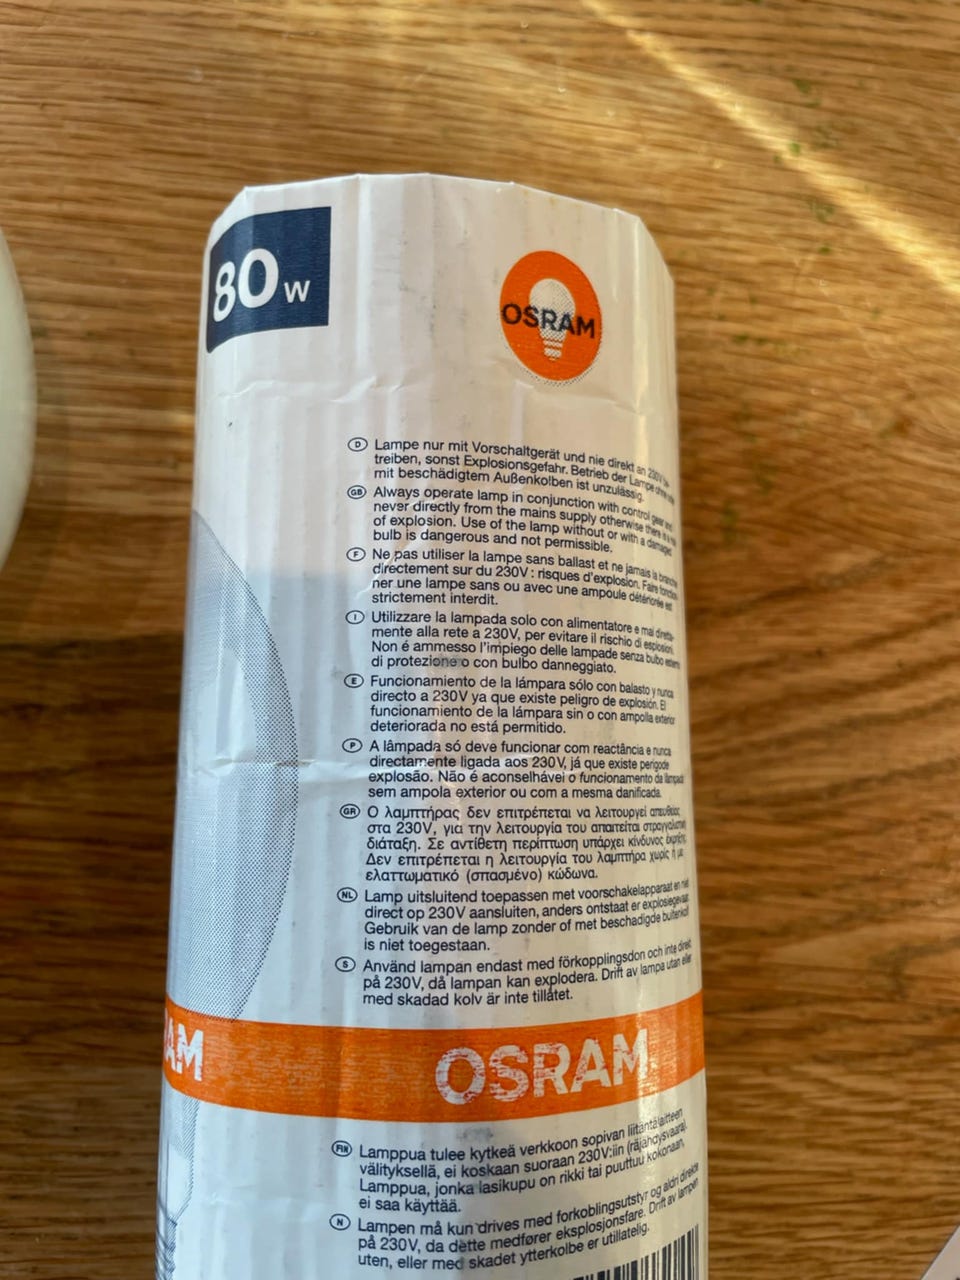 80 W
OSRAM
D Lampe nur mit Vorschaltgerät und nie direkt an 230V
treiben, sonst Explosionsgefahr. Betrieb der Lampe ohne
mit beschädigtem Außenkolben ist unzulässig.
GB Always operate lamp in conjunction with control gear and
never directly from the mains supply otherwise there is a
of explosion. Use of the lamp without or with a damaged
bulb is dangerous and not permissible.
F Ne pas utiliser la lampe sans ballast et ne jamais la
directement sur du 230V : risques d'explosion. Faire
ner une lampe sans ou avec une ampoule détériorée est
strictement interdit.
I Utilizzare la lampada solo con alimentatore e mai diretta-
mente alla rete a 230V, per evitare il rischio di esplosioni.
Non é ammesso l'impiego delle lampade senza bulbo esterno
di protezione o con bulbo danneggiato.
E Funcionamiento de la lámpara sólo con balasto y nunca
directo a 230V ya que existe peligro de explosión. El
funcionamiento de la lámpara sin o con ampolla exterior
deteriorada no está permitido.
P A lâmpada só deve funcionar com reactância e nunca
directamente ligada aos 230V, já que existe perigode
explosão. Não é aconselhávei o funcionamento da lâmpada
sem ampola exterior ou com a mesma danificada.
GR Ο λαμπτήρας δεν επιτρέπεται να λειτουργεί απευθείας
στα 230V, για την λειτουργία του απαιτείται στραγγαλιστική
διάταξη. Σε αντίθετη περίπτωση υπάρχει κίνδυνος έκρηξης.
Δεν επιτρέπεται η λειτουργία του λαμπτήρα χωρίς ή με
ελαττωματικό (σπασμένο) κώδωνα.
NL Lamp uitsluitend toepassen met voorschakelapparaat en niet
direct op 230V aansluiten, anders ontstaat er explosiegevaar.
Gebruik van de lamp zonder of met beschadigde buitenkolf
is niet toegestaan.
S Använd lampan endast med förkopplingsdon och inte direkt
på 230V, då lampan kan explodera. Drift av lampa utan eller
med skadad kolv är inte tillåtet.
AM OSRAM
FIN Lamppua tulee kytkeä verkkoon sopivan liitäntälaitteen
välityksellä, ei koskaan suoraan 230V:iin (räjähdysvaara).
Lamppua, jonka lasikupu on rikki tai puuttuu kokonaan,
ei saa käyttää.
N Lampen må kun drives med forkoblingsutstyr og aldri direkte
på 230V, da dette medfører eksplosjonsfare. Drift av lampen
uten, eller med skadet ytterkolbe er utillatelig.